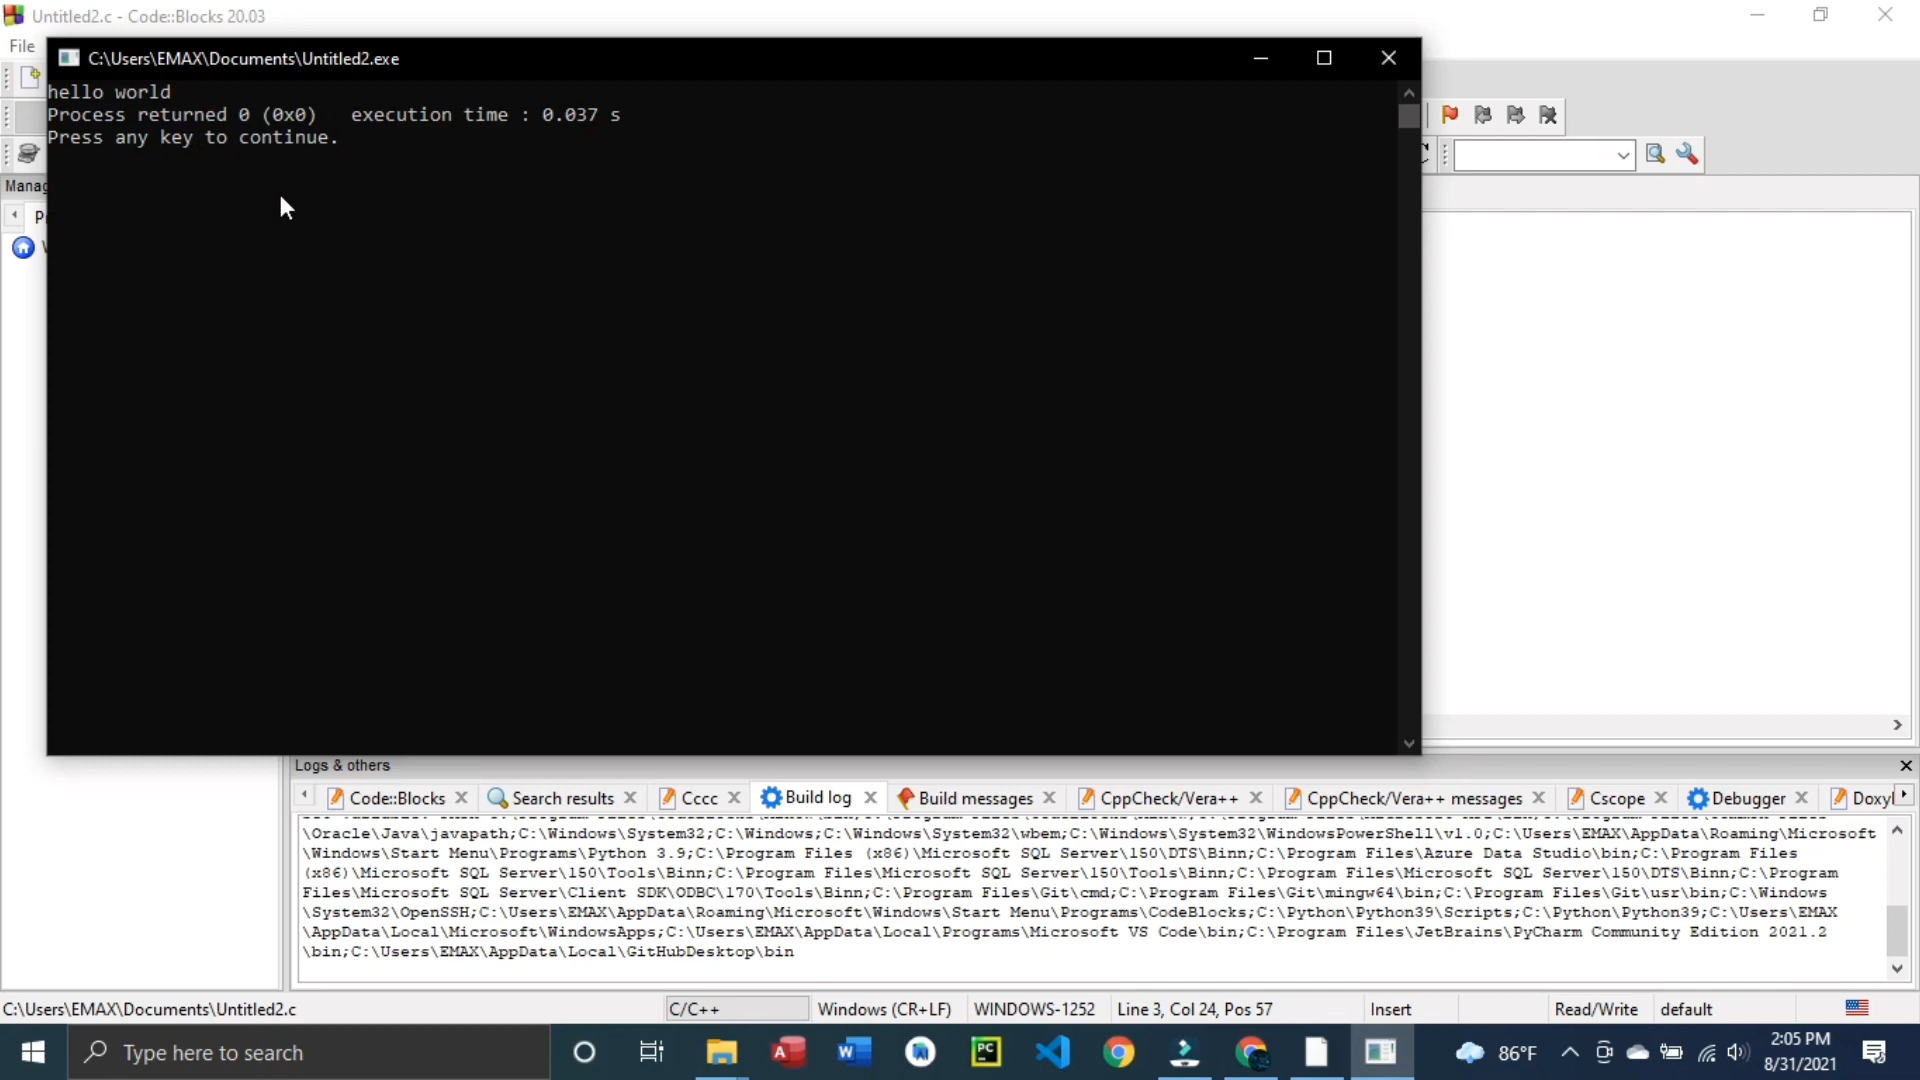 Untitled2.c - Code::Blocks 20.03
File
C:\Users\EMAX\Documents\Untitled2.exe
hello world
Process returned 0 (0x0)   execution time : 0.037 s
Press any key to continue.
Manag
Logs & others
Code::Blocks
Search results
Cccc
Build log
Build messages
CppCheck/Vera++
CppCheck/Vera++ messages
Cscope
Debugger
Doxyl
\Oracle\Java\javapath;C:\Windows\System32;C:\Windows;C:\Windows\System32\wbem;C:\Windows\System32\WindowsPowerShell\v1.0;C:\Users\EMAX\AppData\Roaming\Microsoft
\Windows\Start Menu\Programs\Python 3.9;C:\Program Files (x86)\Microsoft SQL Server\150\DTS\Binn;C:\Program Files\Azure Data Studio\bin;C:\Program Files
(x86)\Microsoft SQL Server\150\Tools\Binn;C:\Program Files\Microsoft SQL Server\150\Tools\Binn;C:\Program Files\Microsoft SQL Server\150\DTS\Binn;C:\Program
Files\Microsoft SQL Server\Client SDK\ODBC\170\Tools\Binn;C:\Program Files\Git\cmd;C:\Program Files\Git\mingw64\bin;C:\Program Files\Git\usr\bin;C:\Windows
\System32\OpenSSH;C:\Users\EMAX\AppData\Roaming\Microsoft\Windows\Start Menu\Programs\CodeBlocks;C:\Python\Python39\Scripts;C:\Python\Python39;C:\Users\EMAX
\AppData\Local\Microsoft\WindowsApps;C:\Users\EMAX\AppData\Local\Programs\Microsoft VS Code\bin;C:\Program Files\JetBrains\PyCharm Community Edition 2021.2
\bin;C:\Users\EMAX\AppData\Local\GitHubDesktop\bin
C:\Users\EMAX\Documents\Untitled2.c
C/C++
Windows (CR+LF)
WINDOWS-1252
Line 3, Col 24, Pos 57
Insert
Read/Write
default
Type here to search
86°F
2:05 PM
8/31/2021